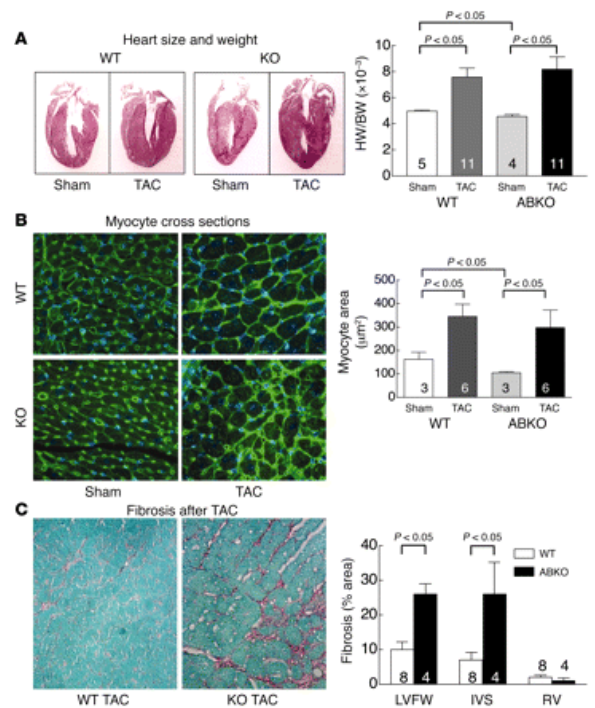 A
Heart size and weight
WT
KO
Sham
TAC
Sham
TAC
P < 0.05
P < 0.05
P < 0.05
HW/BW (×10⁻³)
10
8
6
4
2
0
5
11
4
11
Sham
TAC
Sham
TAC
WT
ABKO
B
Myocyte cross sections
WT
KO
Sham
TAC
P < 0.05
P < 0.05
P < 0.05
Myocyte area
(μm²)
500
400
300
200
100
0
3
6
3
6
Sham
TAC
Sham
TAC
WT
ABKO
C
Fibrosis after TAC
WT TAC
KO TAC
P < 0.05
P < 0.05
WT
ABKO
Fibrosis (% area)
40
30
20
10
0
8
4
8
4
8
4
LVFW
IVS
RV